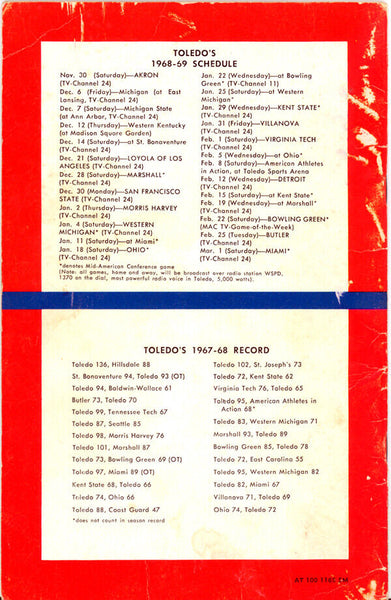 TOLEDO'S
1968-69 SCHEDULE
Nov. 30 (Saturday)—AKRON
(TV-Channel 24)
Dec. 6 (Friday)—Michigan (at East
Lansing, TV-Channel 24)
Dec. 7 (Saturday)—Michigan State
(at Ann Arbor, TV-Channel 24)
Dec. 12 (Thursday)—Western Kentucky
(at Madison Square Garden)
Dec. 14 (Saturday)—at St. Bonaventure
(TV-Channel 24)
Dec. 21 (Saturday)—LOYOLA OF LOS
ANGELES (TV-Channel 24)
Dec. 28 (Saturday)—MARSHALL*
(TV-Channel 24)
Dec. 30 (Monday)—SAN FRANCISCO
STATE (TV-Channel 24)
Jan. 2 (Thursday)—MORRIS HARVEY
(TV-Channel 24)
Jan. 4 (Saturday)—WESTERN
MICHIGAN* (TV-Channel 24)
Jan. 11 (Saturday)—at Miami*
(TV-Channel 24)
Jan. 18 (Saturday)—OHIO*
(TV-Channel 24)
Jan. 22 (Wednesday)—at Bowling
Green* (TV-Channel 11)
Jan. 25 (Saturday)—at Western
Michigan*
Jan. 29 (Wednesday)—KENT STATE*
(TV-Channel 24)
Jan. 31 (Friday)—VILLANOVA
(TV-Channel 24)
Feb. 1 (Saturday)—VIRGINIA TECH
(TV-Channel 24)
Feb. 5 (Wednesday)—at Ohio*
Feb. 8 (Saturday)—American Athletes
in Action, at Toledo Sports Arena
Feb. 12 (Wednesday)—DETROIT
(TV-Channel 24)
Feb. 15 (Saturday)—at Kent State*
Feb. 19 (Wednesday)—at Marshall*
(TV-Channel 24)
Feb. 22 (Saturday)—BOWLING GREEN*
(MAC TV-Game-of-the-Week)
Feb. 25 (Tuesday)—BUTLER
(TV-Channel 24)
Mar. 1 (Saturday)—MIAMI*
(TV-Channel 24)
*denotes Mid-American Conference game
(Note: all games, home and away, will be broadcast over radio station WSPD,
1370 on the dial, most powerful radio voice in Toledo, 5,000 watts).
TOLEDO'S 1967-68 RECORD
Toledo 136, Hillsdale 88
St. Bonaventure 94, Toledo 93 (OT)
Toledo 94, Baldwin-Wallace 61
Butler 73, Toledo 70
Toledo 99, Tennessee Tech 67
Toledo 87, Seattle 85
Toledo 98, Morris Harvey 76
Toledo 101, Marshall 87
Toledo 73, Bowling Green 69 (OT)
Toledo 97, Miami 89 (OT)
Kent State 68, Toledo 66
Toledo 74, Ohio 66
Toledo 88, Coast Guard 47
*does not count in season record
Toledo 102, St. Joseph's 73
Toledo 72, Kent State 62
Virginia Tech 76, Toledo 65
Toledo 95, American Athletes
in Action 68*
Toledo 83, Western Michigan 71
Marshall 93, Toledo 89
Bowling Green 85, Toledo 78
Toledo 72, East Carolina 55
Toledo 95, Western Michigan 82
Toledo 82, Miami 67
Villanova 71, Toledo 69
Ohio 74, Toledo 72